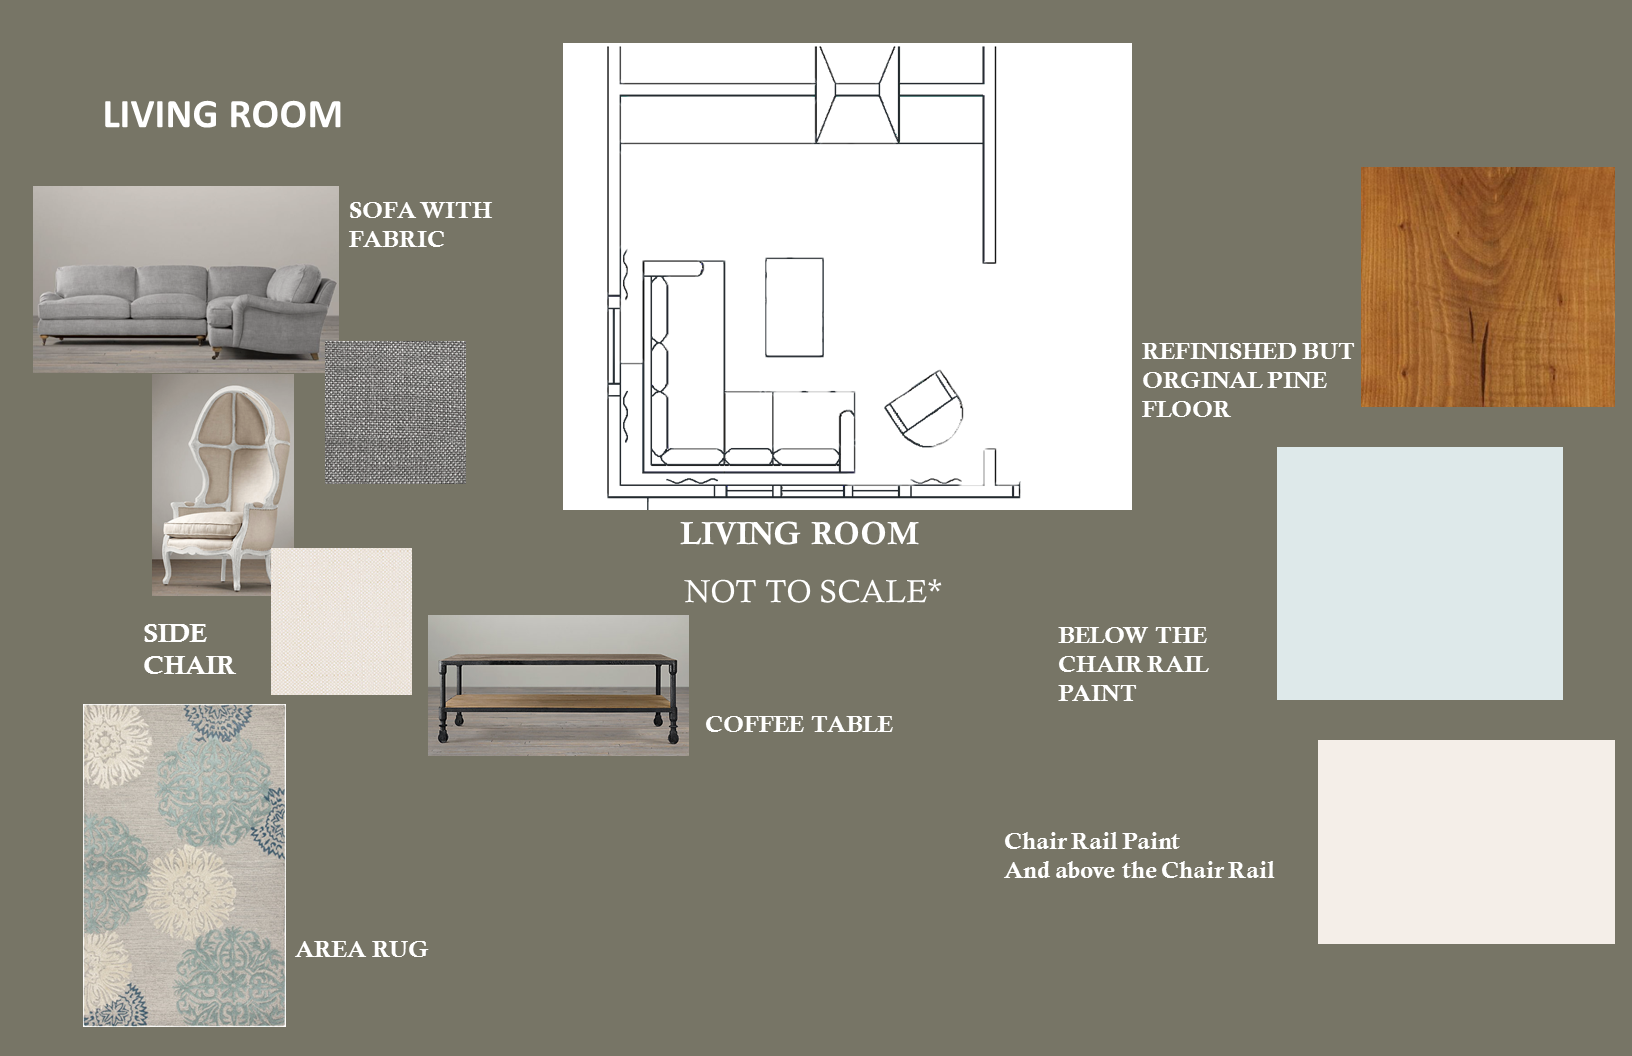 LIVING ROOM
SOFA WITH
FABRIC
SIDE
CHAIR
AREA RUG
COFFEE TABLE
LIVING ROOM
NOT TO SCALE*
REFINISHED BUT
ORGINAL PINE
FLOOR
BELOW THE
CHAIR RAIL
PAINT
Chair Rail Paint
And above the Chair Rail